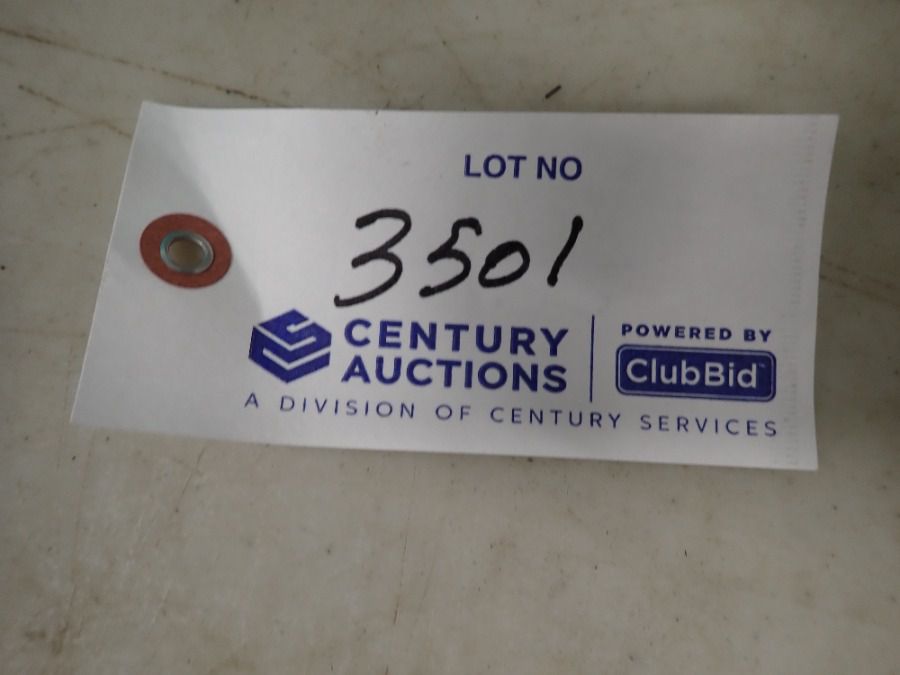 LOT NO
3501
CENTURY
AUCTIONS
POWERED BY
ClubBid
A DIVISION OF CENTURY SERVICES